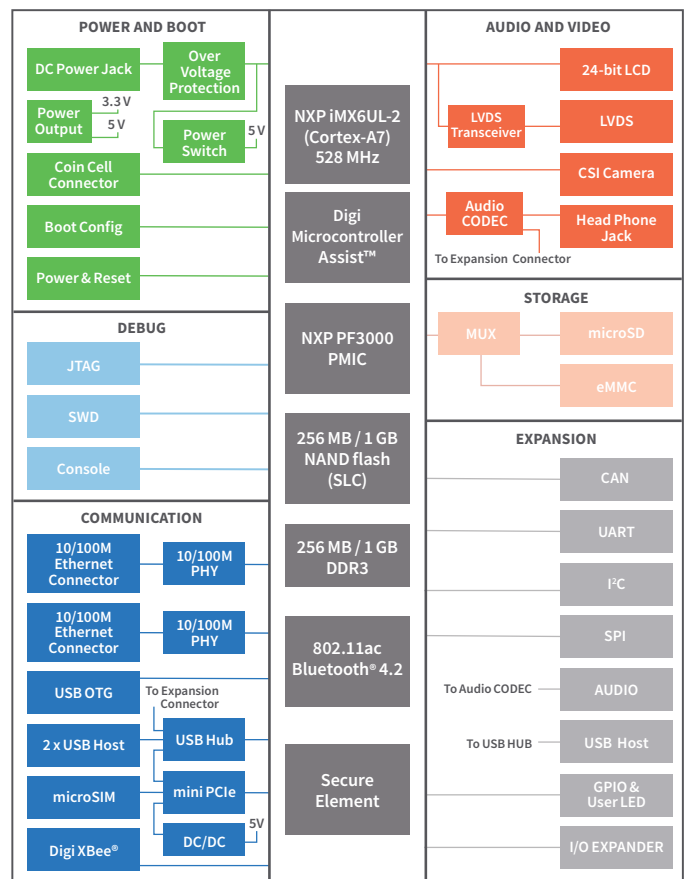 POWER AND BOOT
DC Power Jack
Over
Voltage
Protection
Power
Output
3.3 V
5 V
Power
Switch
5 V
Coin Cell
Connector
Boot Config
Power & Reset
DEBUG
JTAG
SWD
Console
COMMUNICATION
10/100M
Ethernet
Connector
10/100M
PHY
10/100M
Ethernet
Connector
10/100M
PHY
USB OTG
To Expansion
Connector
2 x USB Host
USB Hub
microSIM
mini PCIe
5V
DC/DC
Digi XBee®
NXP iMX6UL-2
(Cortex-A7)
528 MHz
Digi
Microcontroller
Assist™
NXP PF3000
PMIC
256 MB / 1 GB
NAND flash
(SLC)
256 MB / 1 GB
DDR3
802.11ac
Bluetooth® 4.2
Secure
Element
AUDIO AND VIDEO
24-bit LCD
LVDS
Transceiver
LVDS
CSI Camera
Audio
CODEC
Head Phone
Jack
To Expansion Connector
STORAGE
MUX
microSD
eMMC
EXPANSION
CAN
UART
I²C
SPI
To Audio CODEC
AUDIO
To USB HUB
USB Host
GPIO &
User LED
I/O EXPANDER